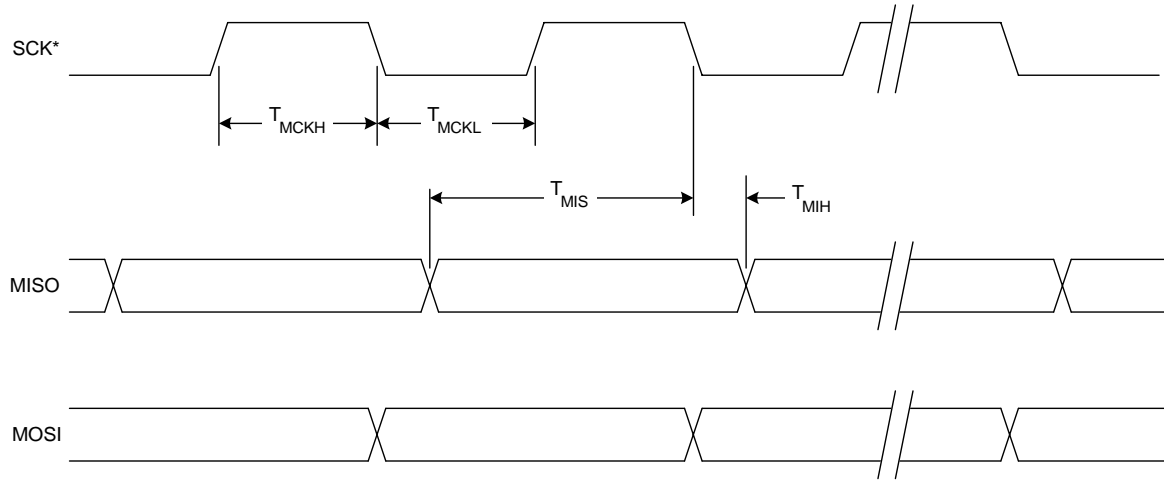 SCK*
T_MCKH
T_MCKL
T_MIS
T_MIH
MISO
MOSI